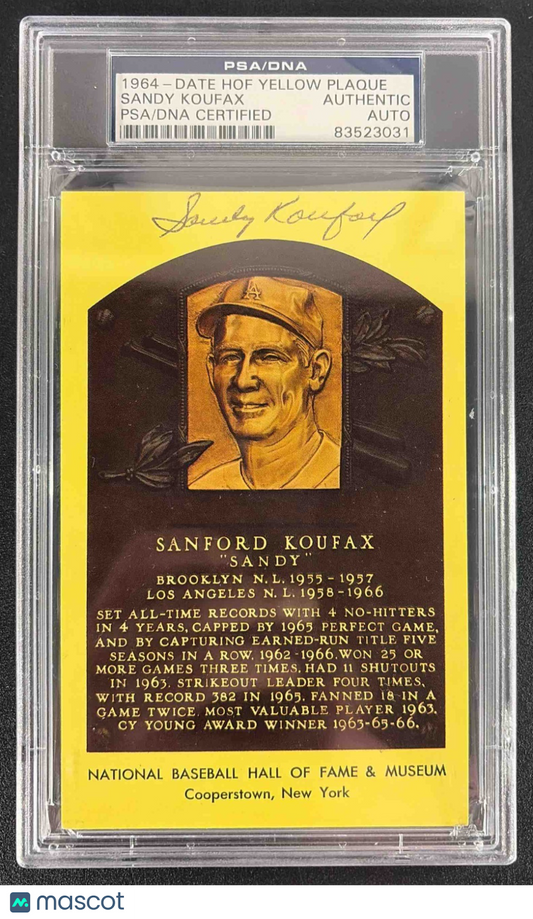 PSA/DNA
1964 - DATE HOF YELLOW PLAQUE
SANDY KOUFAX AUTHENTIC
PSA/DNA CERTIFIED AUTO
83523031
Sandy Koufax
A
SANFORD KOUFAX
"SANDY"
BROOKLYN N.L. 1955 - 1957
LOS ANGELES N.L. 1958 - 1966
SET ALL-TIME RECORDS WITH 4 NO-HITTERS
IN 4 YEARS, CAPPED BY 1965 PERFECT GAME,
AND BY CAPTURING EARNED-RUN TITLE FIVE
SEASONS IN A ROW, 1962-1966. WON 25 OR
MORE GAMES THREE TIMES. HAD 11 SHUTOUTS
IN 1963. STRIKEOUT LEADER FOUR TIMES,
WITH RECORD 382 IN 1965. FANNED 18 IN A
GAME TWICE. MOST VALUABLE PLAYER 1963.
CY YOUNG AWARD WINNER 1963-65-66.
NATIONAL BASEBALL HALL OF FAME & MUSEUM
Cooperstown, New York
mascot